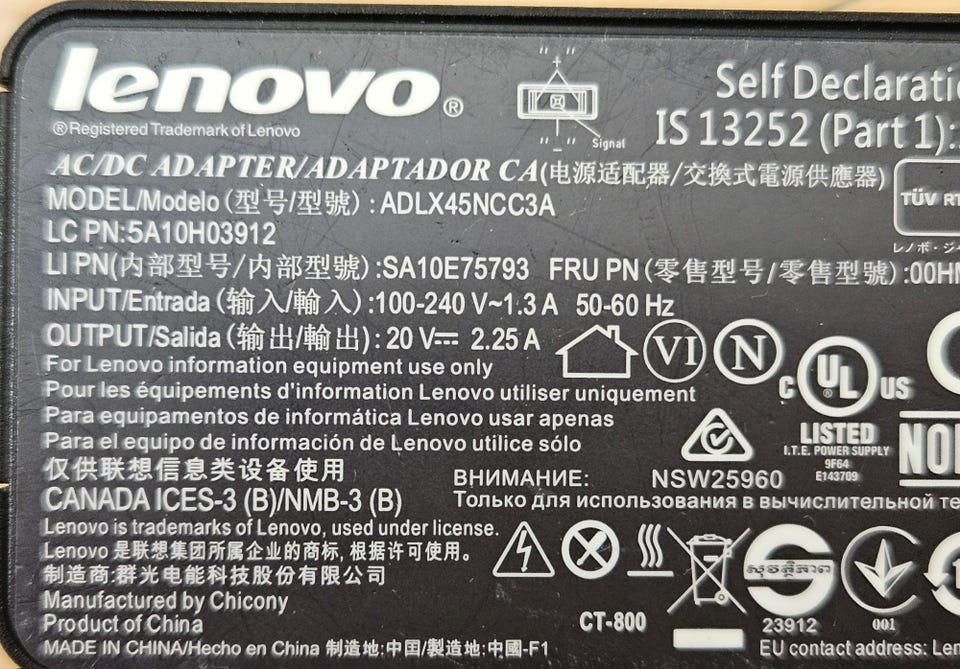 lenovo®
®Registered Trademark of Lenovo
Signal
Self Declaratio
IS 13252 (Part 1):
AC/DC ADAPTER/ADAPTADOR CA(电源适配器/交換式電源供應器)
MODEL/Modelo (型号/型號) : ADLX45NCC3A
TÜV
LC PN:5A10H03912
レノボ・ジャ
LI PN(内部型号/内部型號):SA10E75793 FRU PN (零售型号/零售型號) :00HM
INPUT/Entrada (输入/輸入) :100-240 V~1.3 A 50-60 Hz
OUTPUT/Salida (输出/輸出) : 20 V⎓ 2.25 A
VI
N
For Lenovo information equipment use only
Pour les équipements d'information Lenovo utiliser uniquement
Para equipamentos de informática Lenovo usar apenas
Para el equipo de información de Lenovo utilice sólo
c UL US
LISTED
I.T.E. POWER SUPPLY
9F64
E143709
NOM
仅供联想信息类设备使用
ВНИМАНИЕ:
NSW25960
CANADA ICES-3 (B)/NMB-3 (B)
Только для использования в вычислительной те
Lenovo is trademarks of Lenovo, used under license.
Lenovo 是联想集团所属企业的商标, 根据许可使用。
制造商:群光电能科技股份有限公司
Manufactured by Chicony
Product of China
CT-800
23912
001
MADE IN CHINA/Hecho en China 制造地:中国/製造地:中國-F1
EU contact address: Len